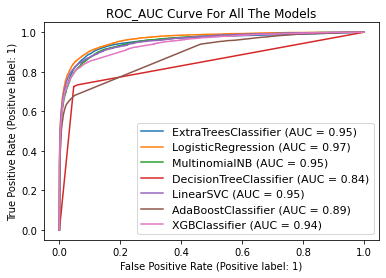 ROC_AUC Curve For All The Models
True Positive Rate (Positive label: 1)
1.0
0.8
0.6
0.4
0.2
0.0
ExtraTreesClassifier (AUC = 0.95)
LogisticRegression (AUC = 0.97)
MultinomialNB (AUC = 0.95)
DecisionTreeClassifier (AUC = 0.84)
LinearSVC (AUC = 0.95)
AdaBoostClassifier (AUC = 0.89)
XGBClassifier (AUC = 0.94)
0.0 0.2 0.4 0.6 0.8 1.0
False Positive Rate (Positive label: 1)